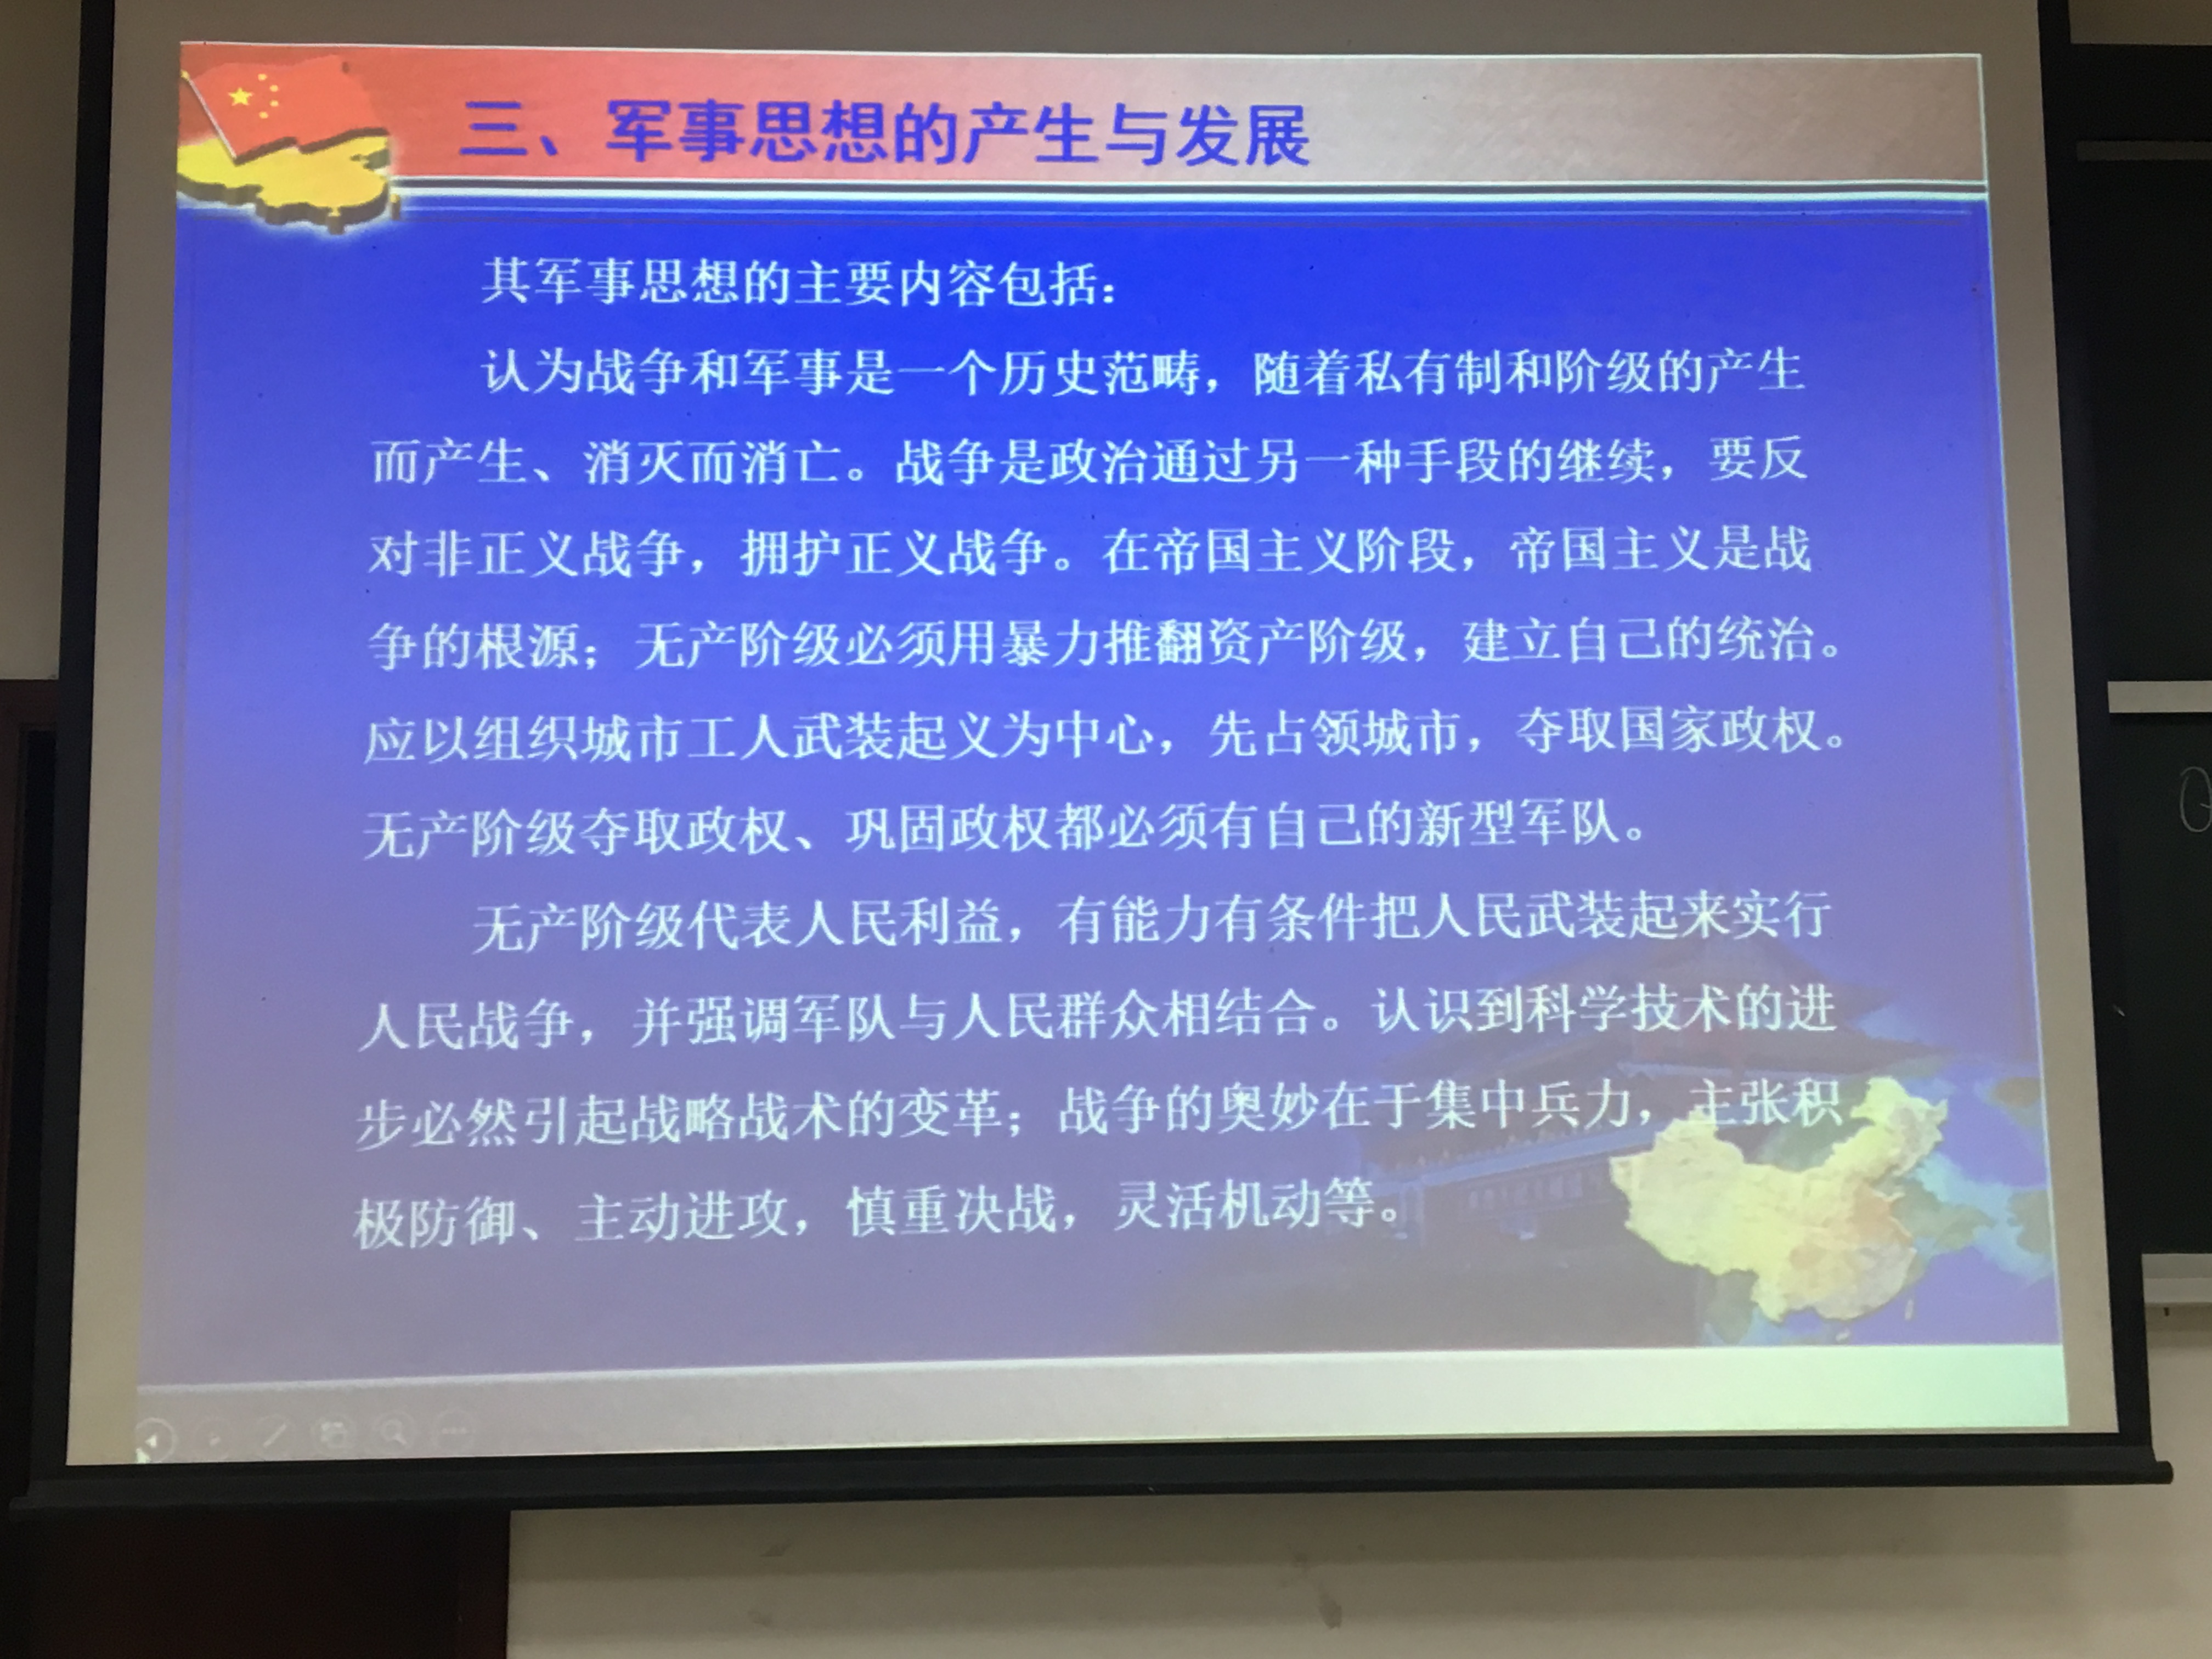 三、军事思想的产生与发展
其军事思想的主要内容包括：
认为战争和军事是一个历史范畴，随着私有制和阶级的产生
而产生、消灭而消亡。战争是政治通过另一种手段的继续，要反
对非正义战争，拥护正义战争。在帝国主义阶段，帝国主义是战
争的根源；无产阶级必须用暴力推翻资产阶级，建立自己的统治。
应以组织城市工人武装起义为中心，先占领城市，夺取国家政权。
无产阶级夺取政权、巩固政权都必须有自己的新型军队。
无产阶级代表人民利益，有能力有条件把人民武装起来实行
人民战争，并强调军队与人民群众相结合。认识到科学技术的进
步必然引起战略战术的变革；战争的奥妙在于集中兵力，主张积
极防御、主动进攻，慎重决战，灵活机动等。